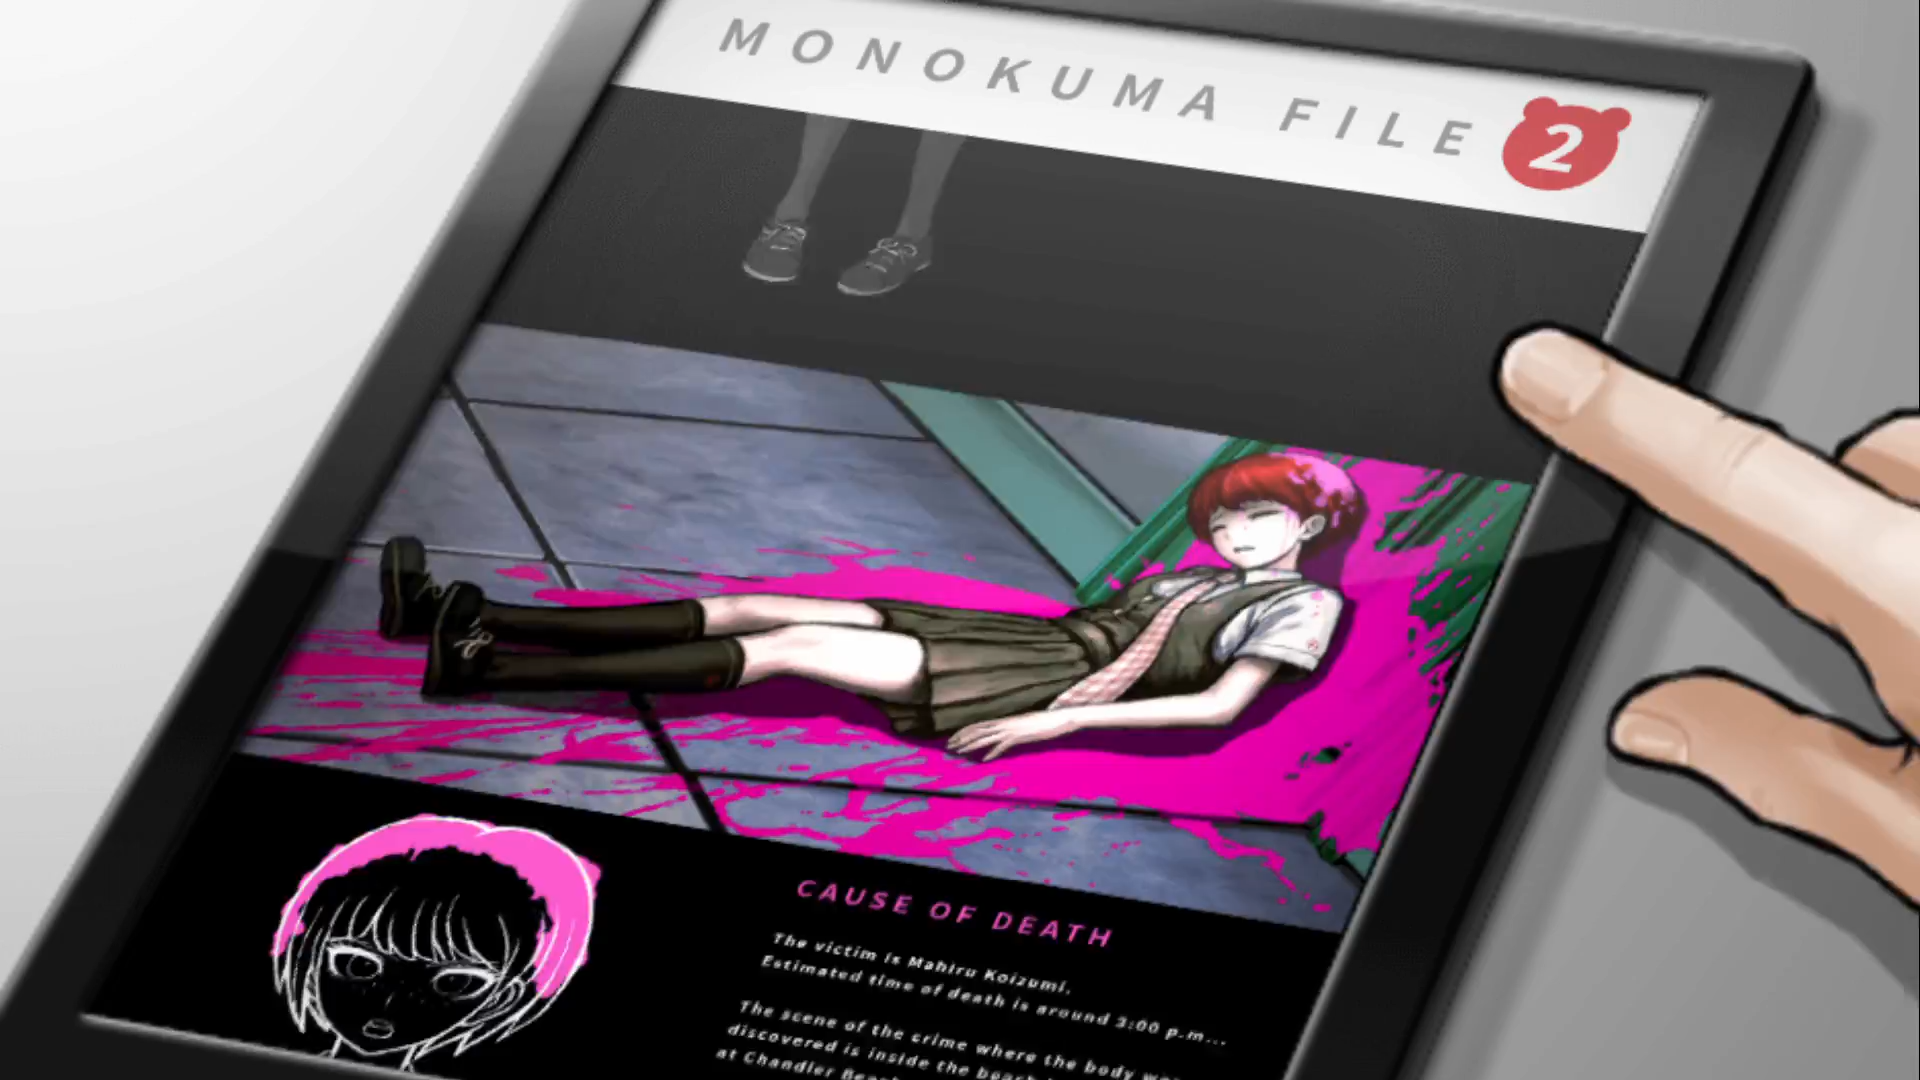 MONOKUMA FILE 2
CAUSE OF DEATH
The victim is Mahiru Koizumi.
Estimated time of death is around 3:00 p.m...
The scene of the crime where the body was
discovered is inside the beach
at Chandler Beach